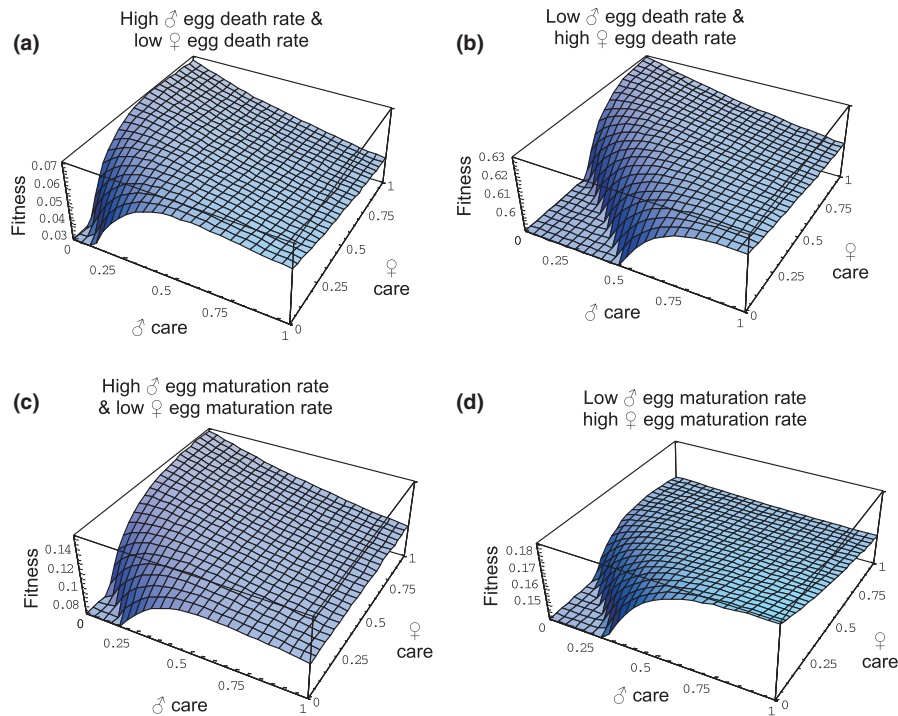 (a)
High ♂ egg death rate &
low ♀ egg death rate
Fitness
0.07
0.06
0.05
0.04
0.03
0
0.25
0.5
0.75
1
♂ care
0
0.25
0.5
0.75
1
♀
care
(b)
Low ♂ egg death rate &
high ♀ egg death rate
Fitness
0.63
0.62
0.61
0.6
0
0.25
0.5
0.75
1
♂ care
0
0.25
0.5
0.75
1
♀
care
(c)
High ♂ egg maturation rate
& low ♀ egg maturation rate
Fitness
0.14
0.12
0.1
0.08
0
0.25
0.5
0.75
1
♂ care
0
0.25
0.5
0.75
1
♀
care
(d)
Low ♂ egg maturation rate
high ♀ egg maturation rate
Fitness
0.18
0.17
0.16
0.15
0
0.25
0.5
0.75
1
♂ care
0
0.25
0.5
0.75
1
♀
care